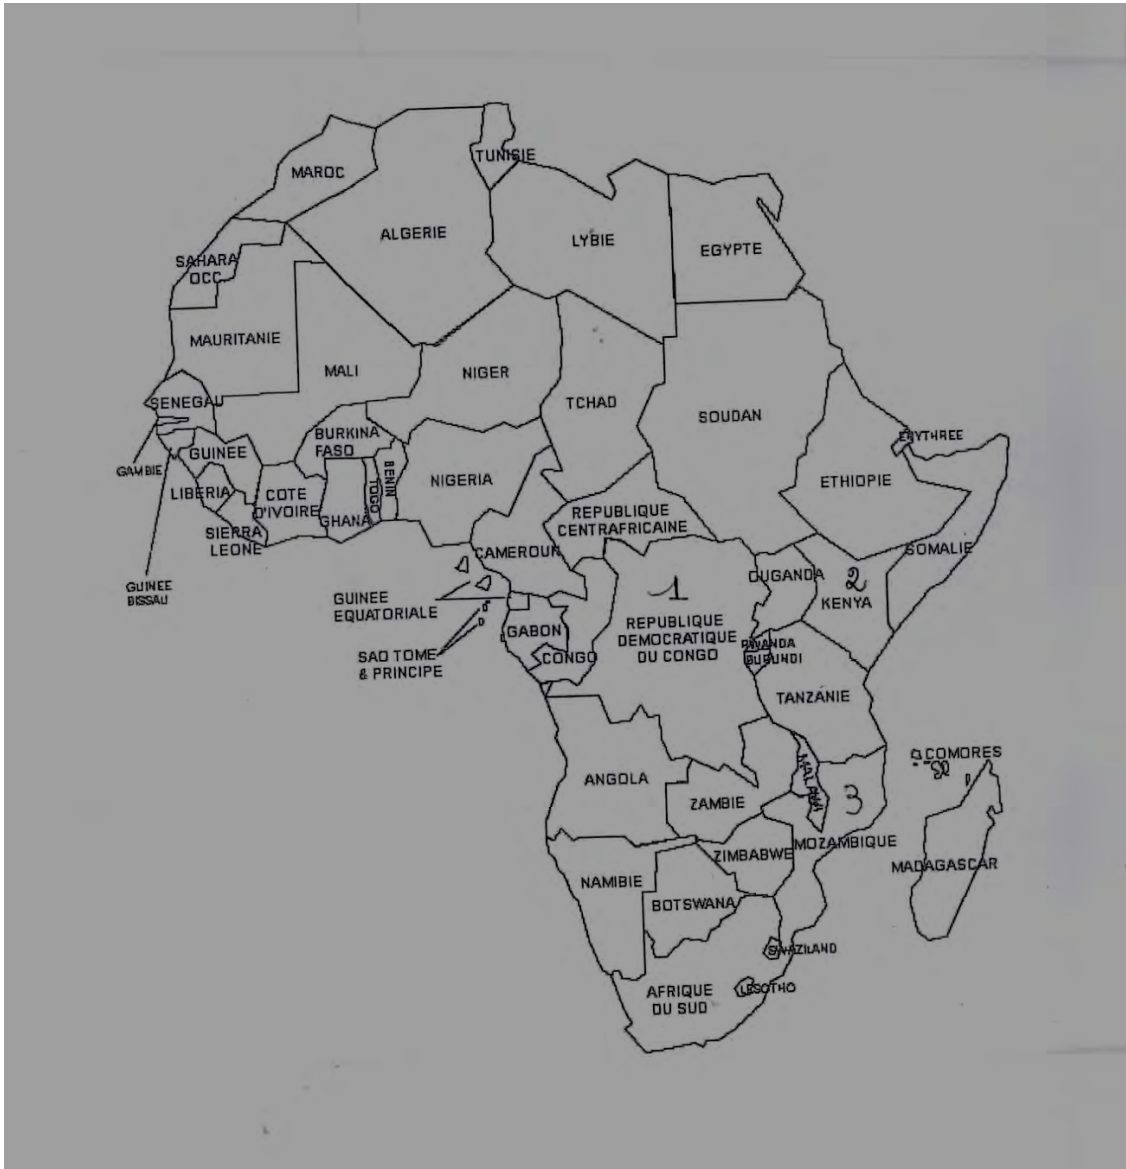 TUNISIE
MAROC
ALGERIE
LYBIE
EGYPTE
SAHARA
OCC
MAURITANIE
MALI
NIGER
TCHAD
SOUDAN
SENEGAL
ERYTHREE
BURKINA
FASO
GUINEE
GAMBIE
BENIN
NIGERIA
TOGO
ETHIOPIE
LIBERIA
COTE
D'IVOIRE
GHANA
REPUBLIQUE
CENTRAFRICAINE
SIERRA
LEONE
CAMEROUN
SOMALIE
OUGANDA
2
KENYA
GUINEE
BISSAU
GUINEE
EQUATORIALE
1
REPUBLIQUE
DEMOCRATIQUE
DU CONGO
GABON
CONGO
RWANDA
BURUNDI
SAO TOME
& PRINCIPE
TANZANIE
COMORES
ANGOLA
MALAWI
ZAMBIE
3
MOZAMBIQUE
ZIMBABWE
MADAGASCAR
NAMIBIE
BOTSWANA
SWAZILAND
AFRIQUE
DU SUD
LESOTHO